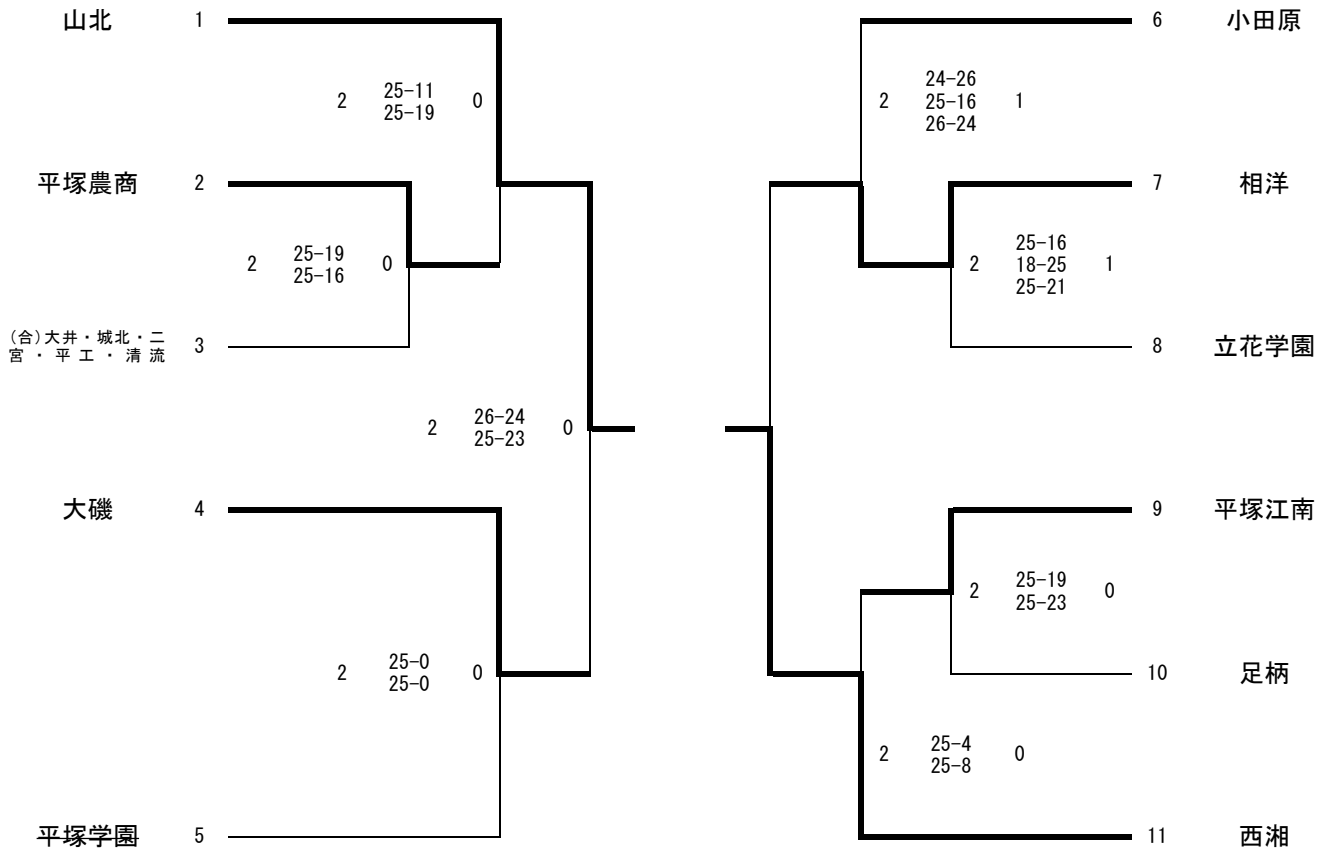 山北 1
2 25-11 0
25-19
平塚農商 2
2 25-19 0
25-16
(合)大井・城北・二
宮・平工・清流 3
2 26-24 0
25-23
大磯 4
2 25-0 0
25-0
平塚学園 5
6 小田原
24-26
2 25-16 1
26-24
7 相洋
25-16
2 18-25 1
25-21
8 立花学園
9 平塚江南
2 25-19 0
25-23
10 足柄
2 25-4 0
25-8
11 西湘